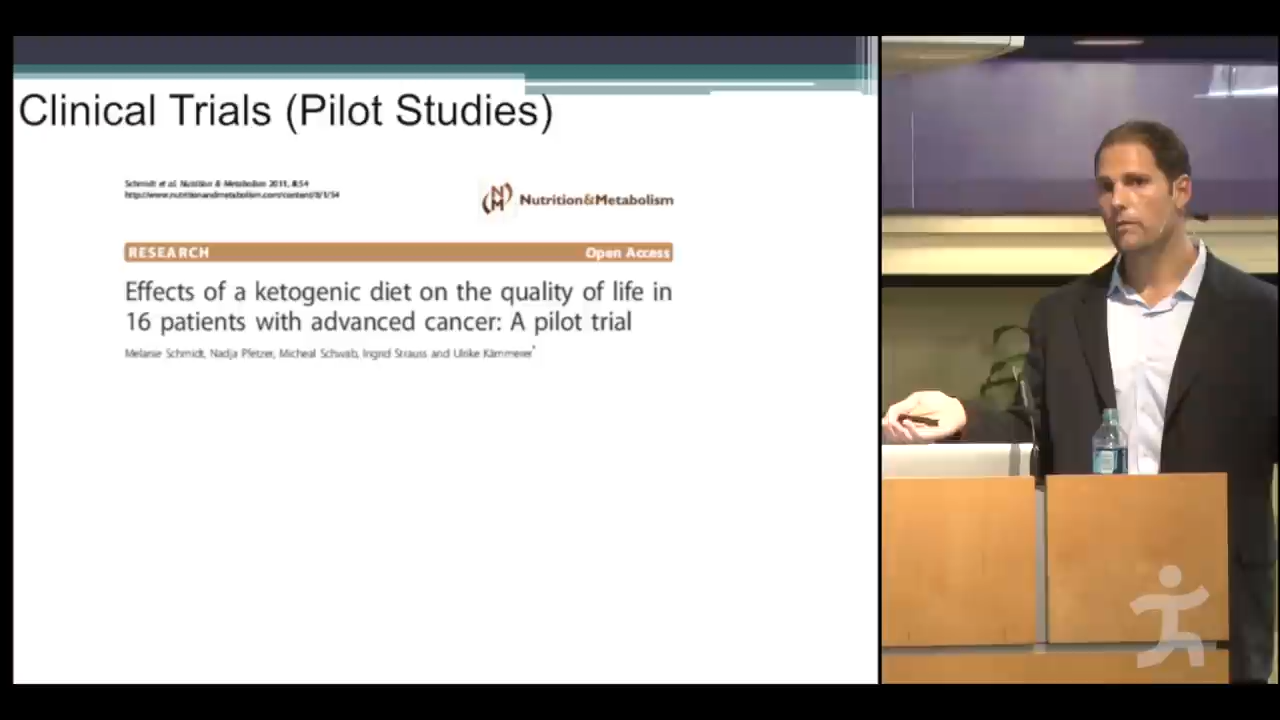 Clinical Trials (Pilot Studies)
Schmidt et al. Nutrition & Metabolism 2011, 8:54
http://www.nutritionandmetabolism.com/content/8/1/54
NM
Nutrition&Metabolism
RESEARCH Open Access
Effects of a ketogenic diet on the quality of life in
16 patients with advanced cancer: A pilot trial
Melanie Schmidt, Nadja Pfetzer, Micheal Schwab, Ingrid Strauss and Ulrike Kämmerer*